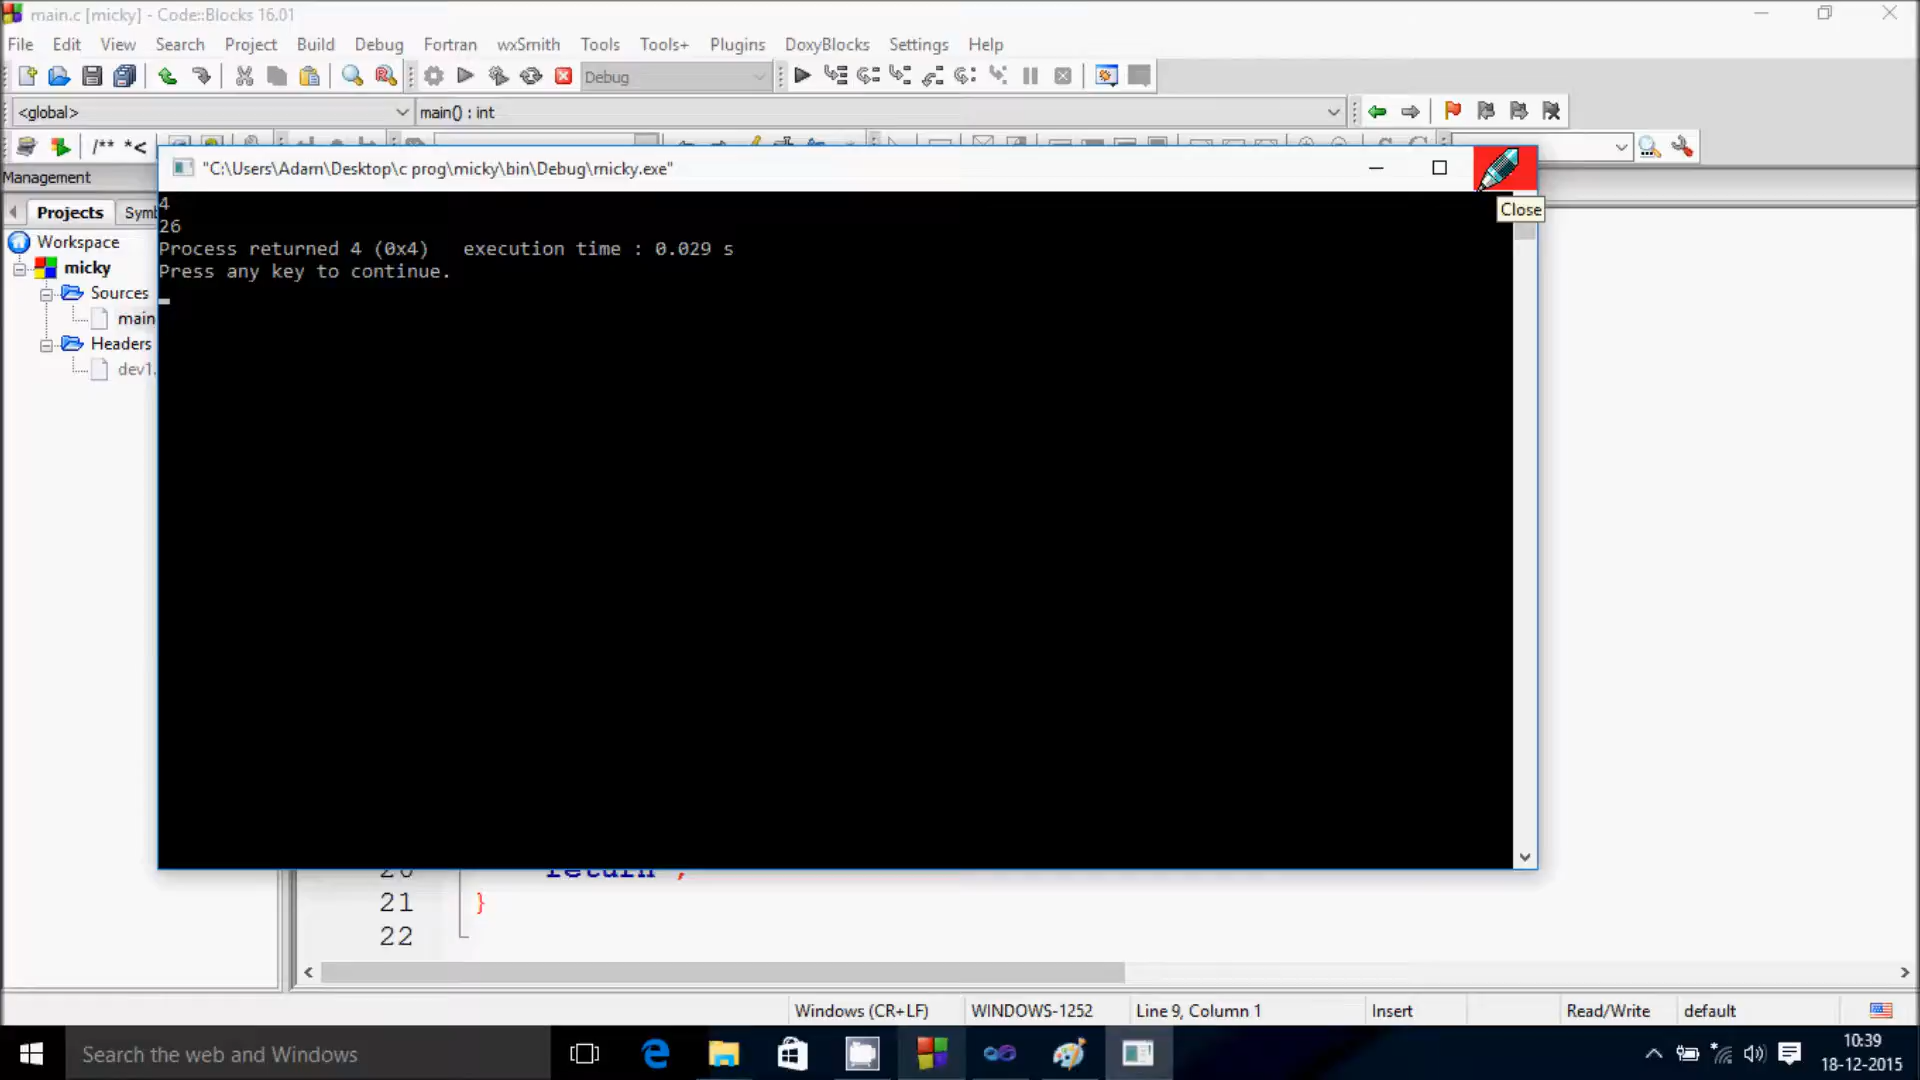 main.c [micky] - Code::Blocks 16.01
File Edit View Search Project Build Debug Fortran wxSmith Tools Tools+ Plugins DoxyBlocks Settings Help
Debug
<global> main() : int
/** *<
Management
"C:\Users\Adam\Desktop\c prog\micky\bin\Debug\micky.exe"
Close
Projects
Workspace
micky
Sources
main
Headers
dev1.
4
26
Process returned 4 (0x4)   execution time : 0.029 s
Press any key to continue.
20 return ;
21 }
22
Windows (CR+LF) WINDOWS-1252 Line 9, Column 1 Insert Read/Write default
Search the web and Windows
10:39
18-12-2015